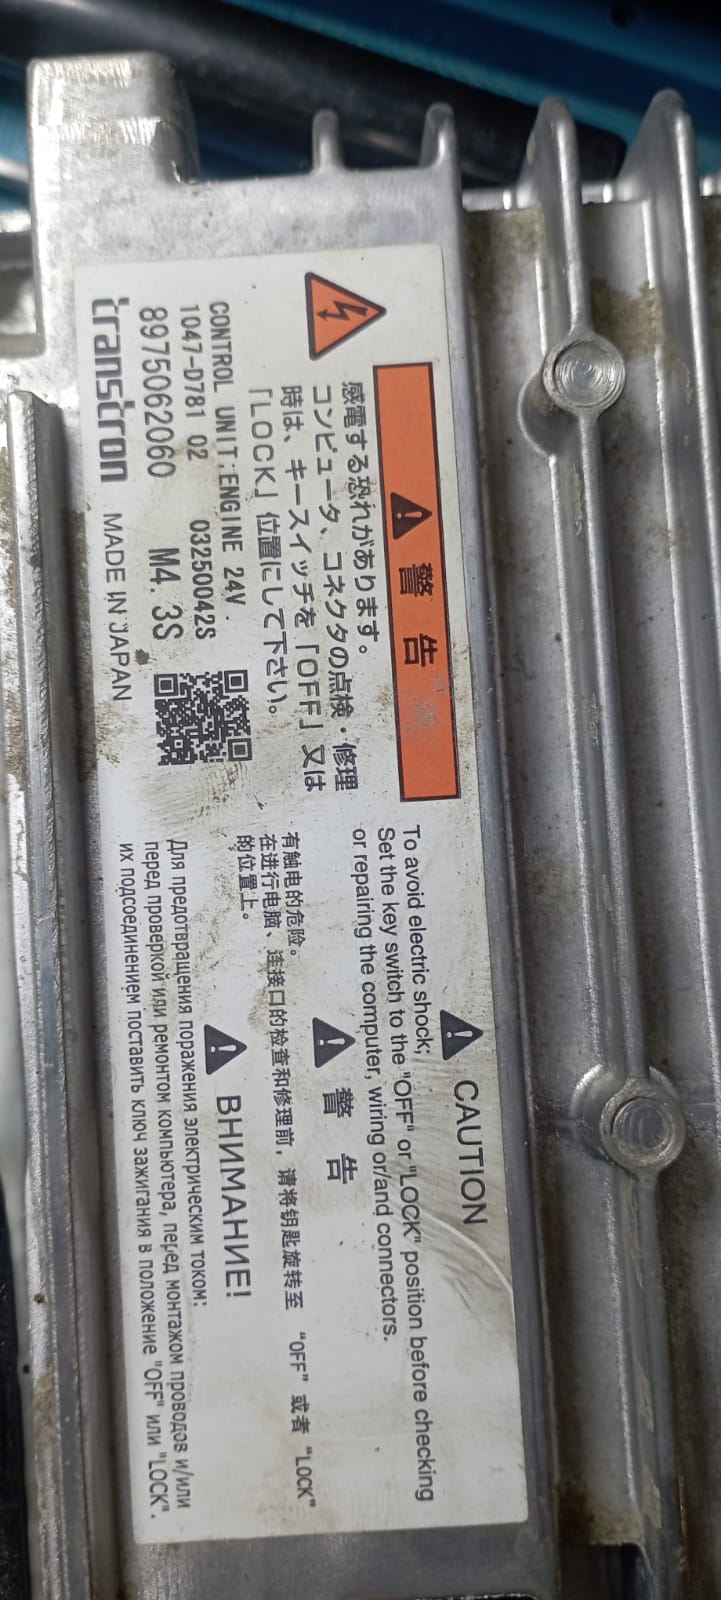 警告
感電する恐れがあります。
コンピュータ、コネクタの点検・修理
時は、キースイッチを「OFF」又は
「LOCK」位置にして下さい。
CONTROL UNIT:ENGINE 24V.
1047-D781 02 03250042S
8975062060 M4.3S
transtron MADE IN JAPAN
CAUTION
To avoid electric shock;
Set the key switch to the "OFF" or "LOCK" position before checking
or repairing the computer, wiring or/and connectors.
警告
有触电的危险。
在进行电脑、连接口的检查和修理前，请将钥匙旋转至 "OFF" 或者 "LOCK"
的位置上。
ВНИМАНИЕ!
Для предотвращения поражения электрическим током:
перед проверкой или ремонтом компьютера, перед монтажом проводов и/или
их подсоединением поставить ключ зажигания в положение "OFF" или "LOCK".